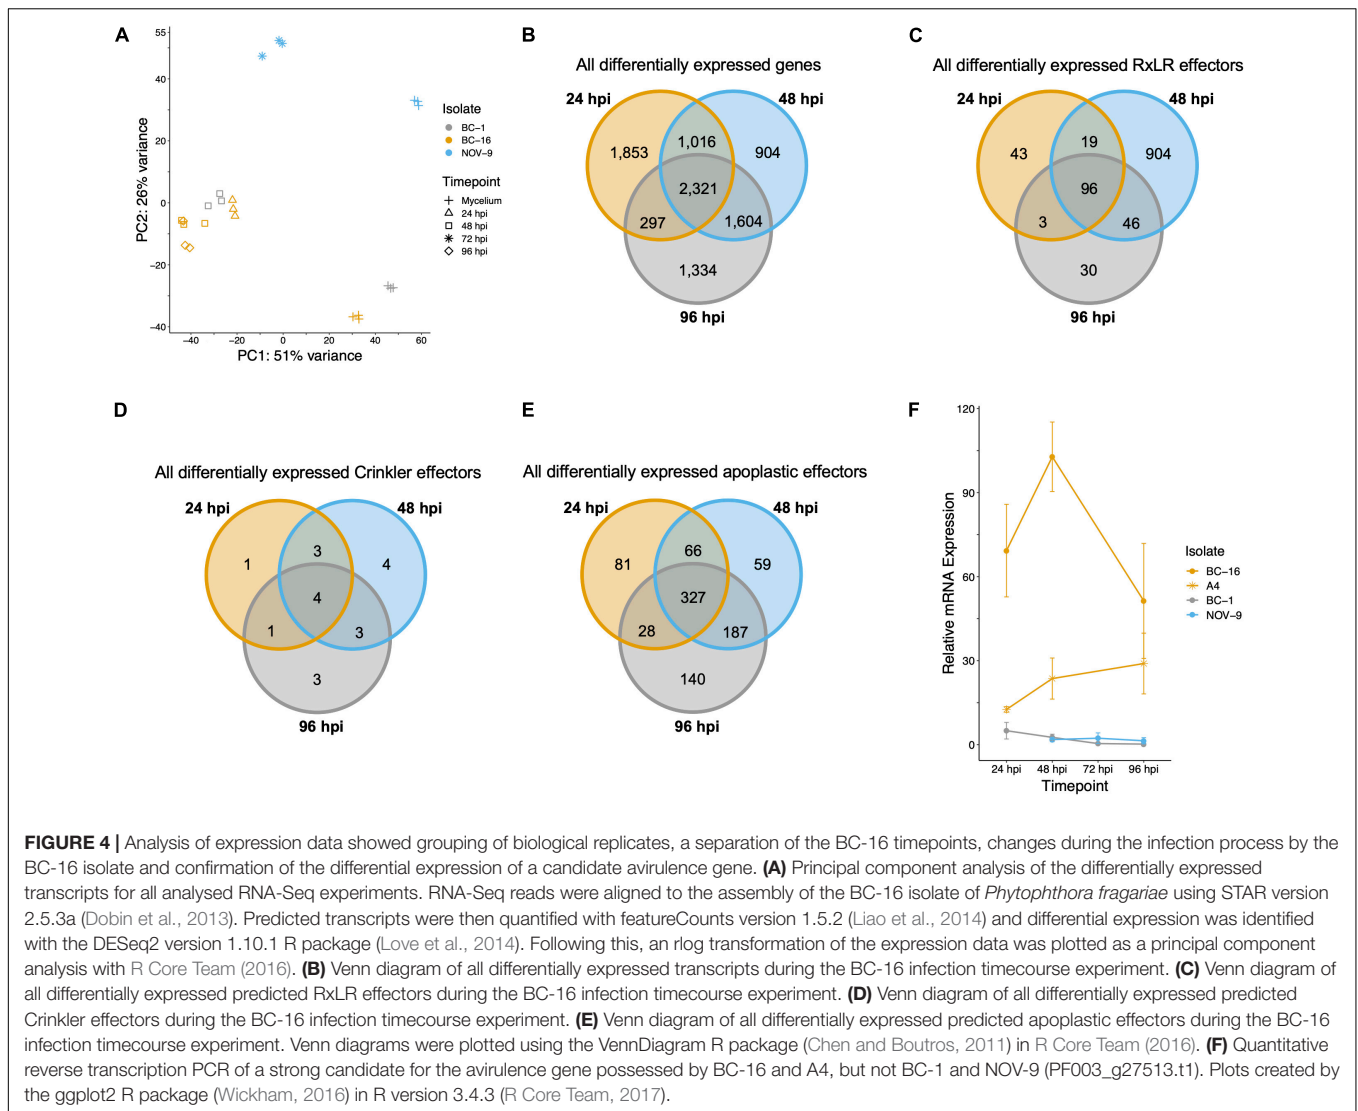 A
PC2: 26% variance
55
40
20
0
−20
−40
−40
−20
0
20
40
60
PC1: 51% variance
Isolate
BC−1
BC−16
NOV−9
Timepoint
Mycelium
24 hpi
48 hpi
72 hpi
96 hpi
B
All differentially expressed genes
24 hpi
48 hpi
1,853
1,016
904
2,321
297
1,604
1,334
96 hpi
C
All differentially expressed RxLR effectors
24 hpi
48 hpi
43
19
904
96
3
46
30
96 hpi
D
All differentially expressed Crinkler effectors
24 hpi
48 hpi
1
3
4
4
1
3
3
96 hpi
E
All differentially expressed apoplastic effectors
24 hpi
48 hpi
81
66
59
327
28
187
140
96 hpi
F
Relative mRNA Expression
120
90
60
30
0
24 hpi
48 hpi
72 hpi
96 hpi
Timepoint
Isolate
BC−16
A4
BC−1
NOV−9
FIGURE 4 | Analysis of expression data showed grouping of biological replicates, a separation of the BC-16 timepoints, changes during the infection process by the
BC-16 isolate and confirmation of the differential expression of a candidate avirulence gene. (A) Principal component analysis of the differentially expressed
transcripts for all analysed RNA-Seq experiments. RNA-Seq reads were aligned to the assembly of the BC-16 isolate of Phytophthora fragariae using STAR version
2.5.3a (Dobin et al., 2013). Predicted transcripts were then quantified with featureCounts version 1.5.2 (Liao et al., 2014) and differential expression was identified
with the DESeq2 version 1.10.1 R package (Love et al., 2014). Following this, an rlog transformation of the expression data was plotted as a principal component
analysis with R Core Team (2016). (B) Venn diagram of all differentially expressed transcripts during the BC-16 infection timecourse experiment. (C) Venn diagram of
all differentially expressed predicted RxLR effectors during the BC-16 infection timecourse experiment. (D) Venn diagram of all differentially expressed predicted
Crinkler effectors during the BC-16 infection timecourse experiment. (E) Venn diagram of all differentially expressed predicted apoplastic effectors during the BC-16
infection timecourse experiment. Venn diagrams were plotted using the VennDiagram R package (Chen and Boutros, 2011) in R Core Team (2016). (F) Quantitative
reverse transcription PCR of a strong candidate for the avirulence gene possessed by BC-16 and A4, but not BC-1 and NOV-9 (PF003_g27513.t1). Plots created by
the ggplot2 R package (Wickham, 2016) in R version 3.4.3 (R Core Team, 2017).